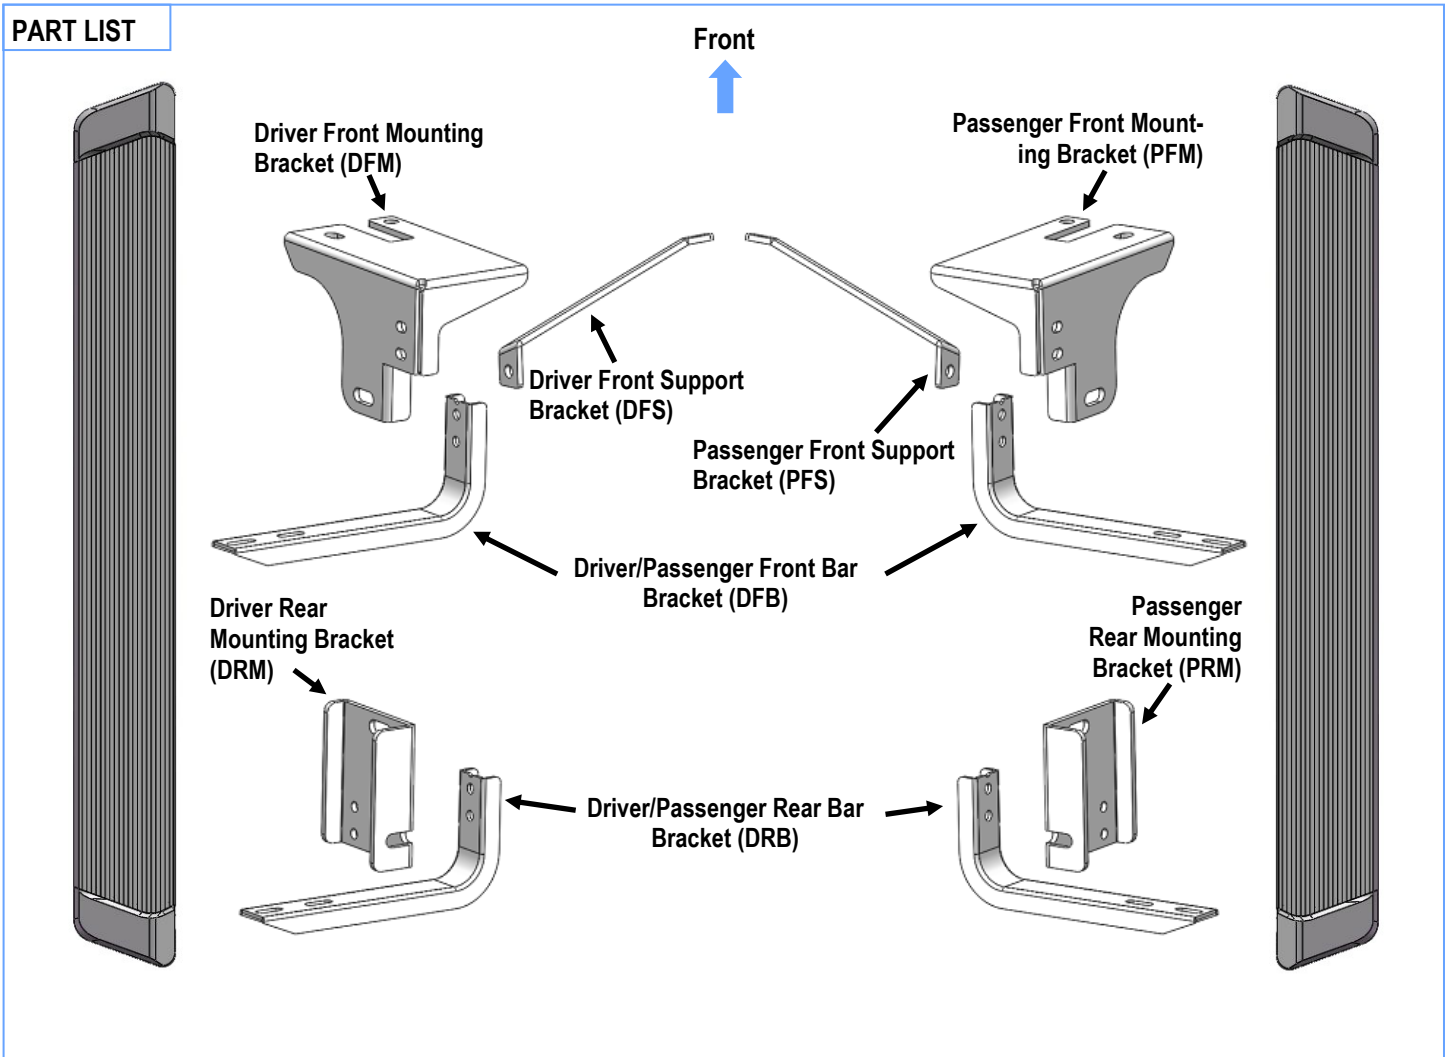 PART LIST
Front
Driver Front Mounting
Bracket (DFM)
Passenger Front Mount-
ing Bracket (PFM)
Driver Front Support
Bracket (DFS)
Passenger Front Support
Bracket (PFS)
Driver/Passenger Front Bar
Bracket (DFB)
Driver Rear
Mounting Bracket
(DRM)
Passenger
Rear Mounting
Bracket (PRM)
Driver/Passenger Rear Bar
Bracket (DRB)